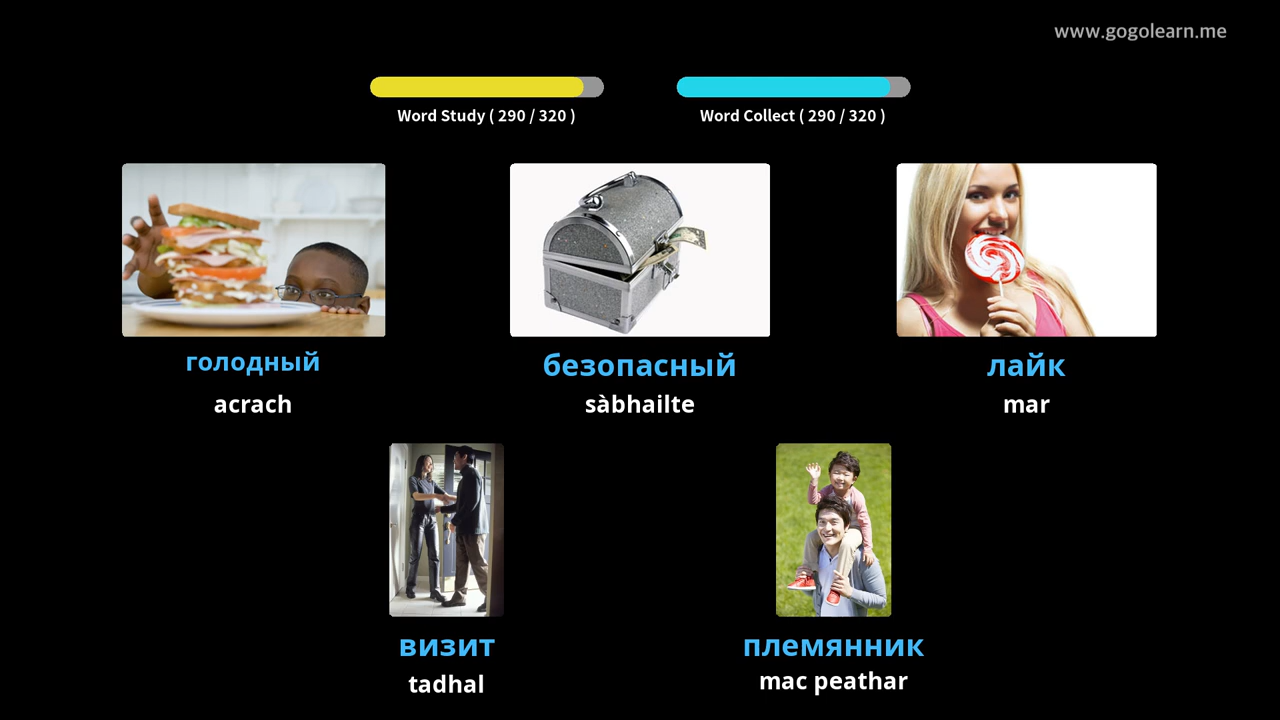 www.gogolearn.me
Word Study ( 290 / 320 )
Word Collect ( 290 / 320 )
голодный
безопасный
лайк
acrach
sàbhailte
mar
визит
племянник
tadhal
mac peathar